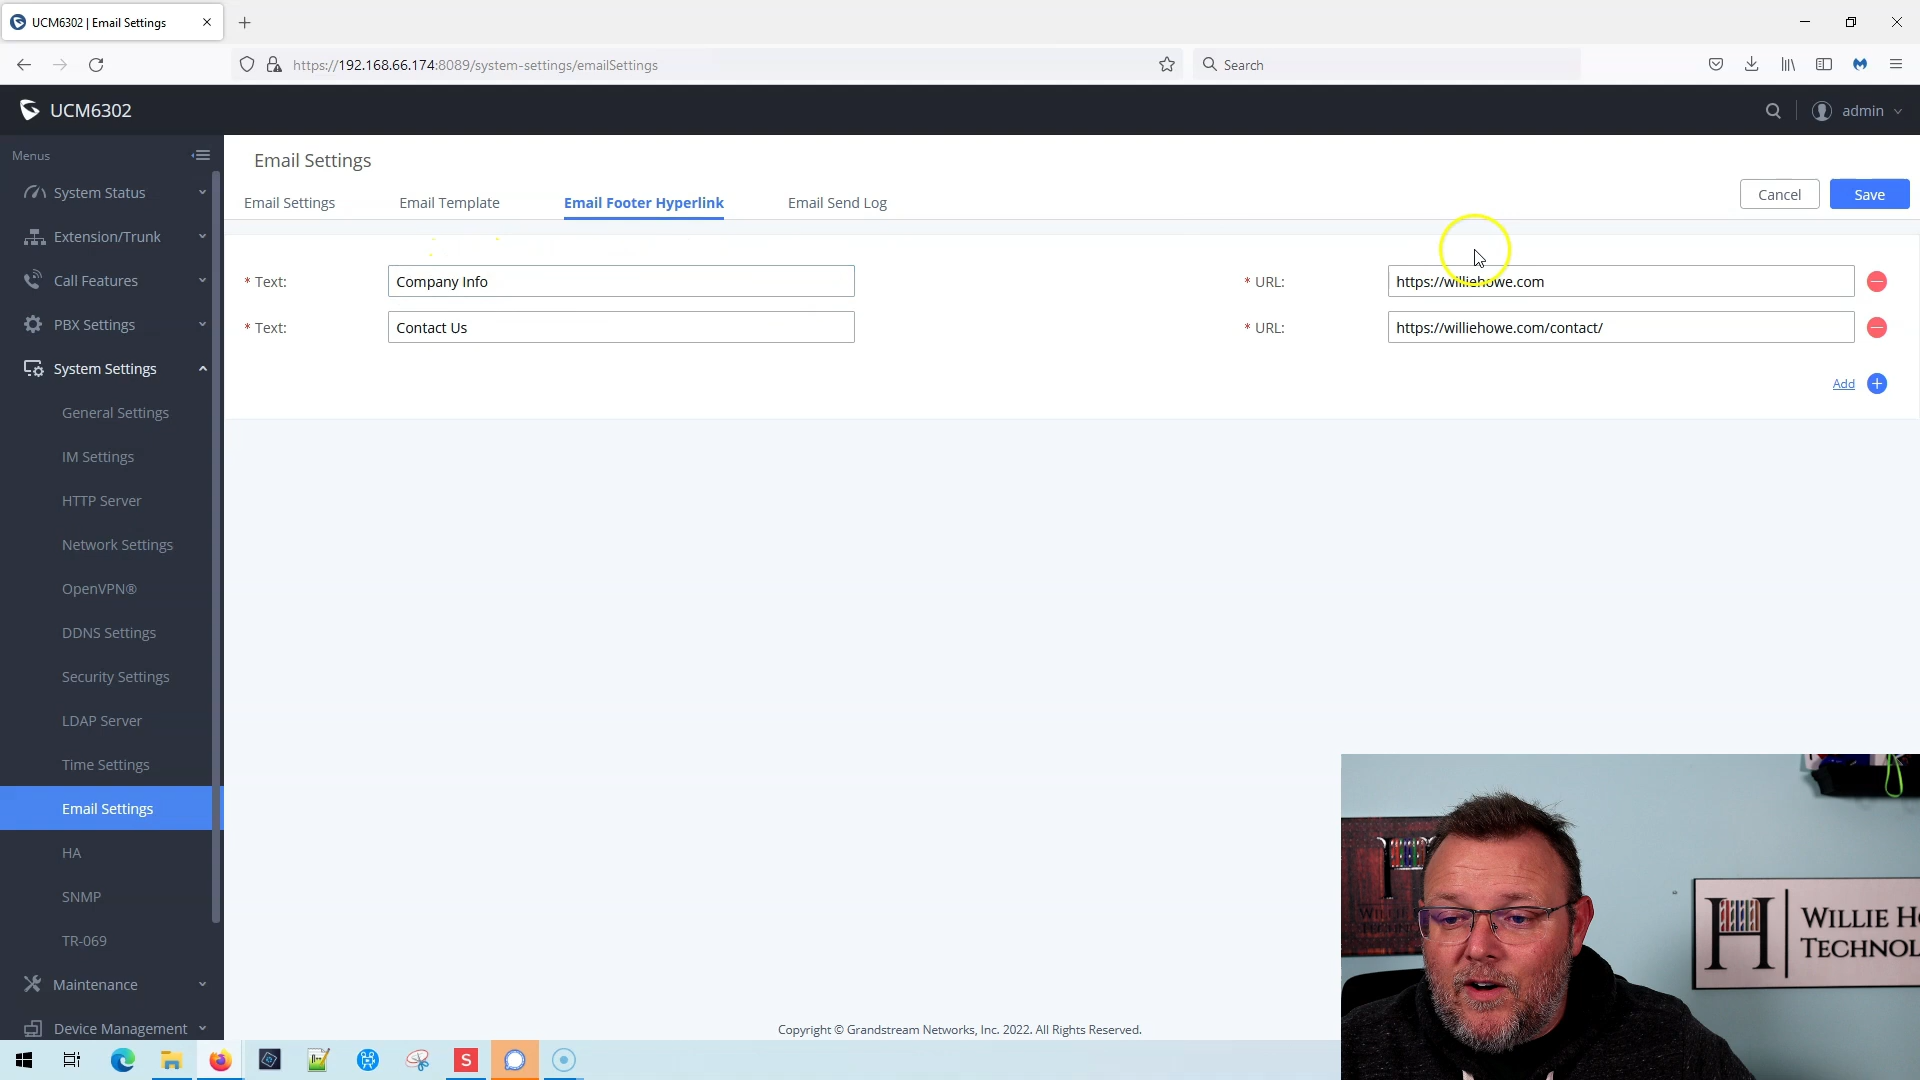 UCM6302 | Email Settings
https://192.168.66.174:8089/system-settings/emailSettings
Search
UCM6302
admin
Menus
System Status
Extension/Trunk
Call Features
PBX Settings
System Settings
General Settings
IM Settings
HTTP Server
Network Settings
OpenVPN®
DDNS Settings
Security Settings
LDAP Server
Time Settings
Email Settings
HA
SNMP
TR-069
Maintenance
Device Management
Email Settings
Email Settings
Email Template
Email Footer Hyperlink
Email Send Log
Cancel
Save
* Text:
Company Info
* URL:
https://williehowe.com
* Text:
Contact Us
* URL:
https://williehowe.com/contact/
Add
Copyright © Grandstream Networks, Inc. 2022. All Rights Reserved.
S
WILLIE H
TECHNOL